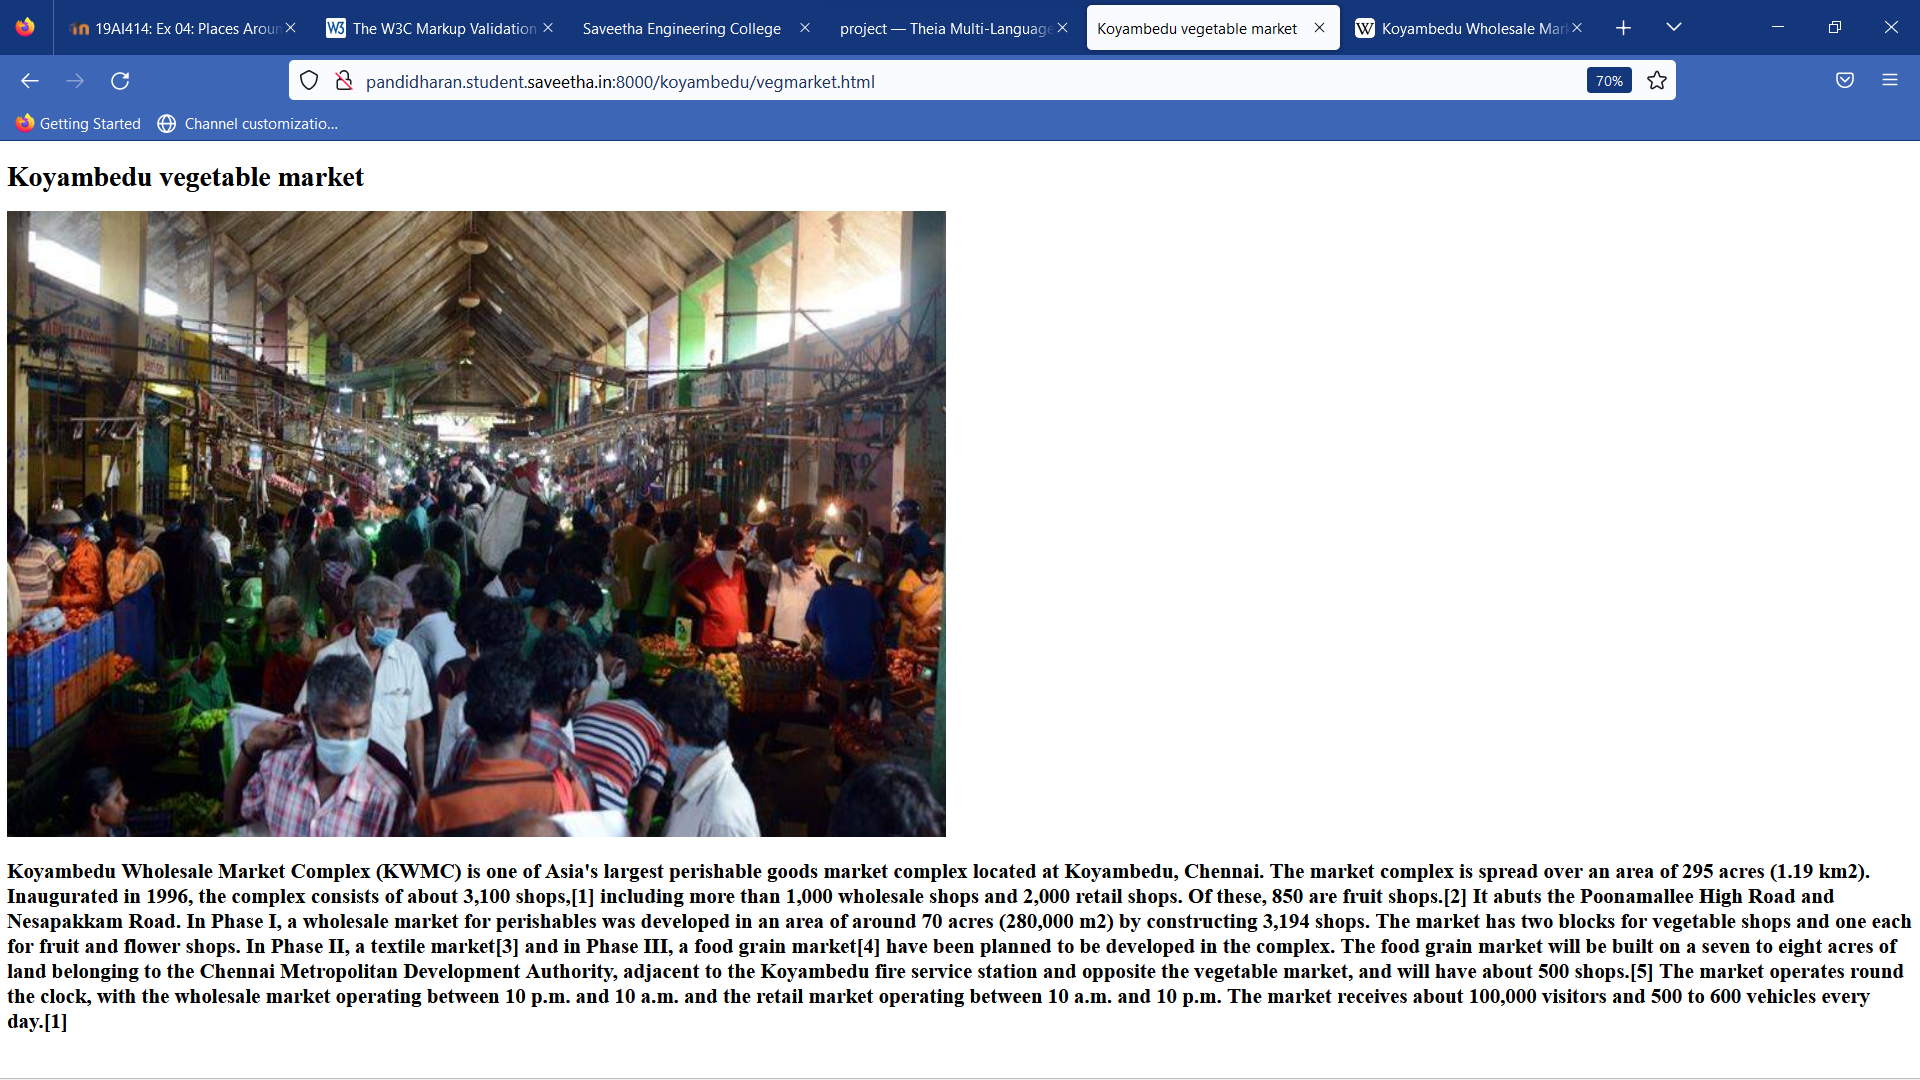 19AI414: Ex 04: Places Aroun
The W3C Markup Validation
Saveetha Engineering College
project — Theia Multi-Language
Koyambedu vegetable market
Koyambedu Wholesale Mar
pandidharan.student.saveetha.in:8000/koyambedu/vegmarket.html
70%
Getting Started
Channel customizatio...
Koyambedu vegetable market
Koyambedu Wholesale Market Complex (KWMC) is one of Asia's largest perishable goods market complex located at Koyambedu, Chennai. The market complex is spread over an area of 295 acres (1.19 km2).
Inaugurated in 1996, the complex consists of about 3,100 shops,[1] including more than 1,000 wholesale shops and 2,000 retail shops. Of these, 850 are fruit shops.[2] It abuts the Poonamallee High Road and
Nesapakkam Road. In Phase I, a wholesale market for perishables was developed in an area of around 70 acres (280,000 m2) by constructing 3,194 shops. The market has two blocks for vegetable shops and one each
for fruit and flower shops. In Phase II, a textile market[3] and in Phase III, a food grain market[4] have been planned to be developed in the complex. The food grain market will be built on a seven to eight acres of
land belonging to the Chennai Metropolitan Development Authority, adjacent to the Koyambedu fire service station and opposite the vegetable market, and will have about 500 shops.[5] The market operates round
the clock, with the wholesale market operating between 10 p.m. and 10 a.m. and the retail market operating between 10 a.m. and 10 p.m. The market receives about 100,000 visitors and 500 to 600 vehicles every
day.[1]